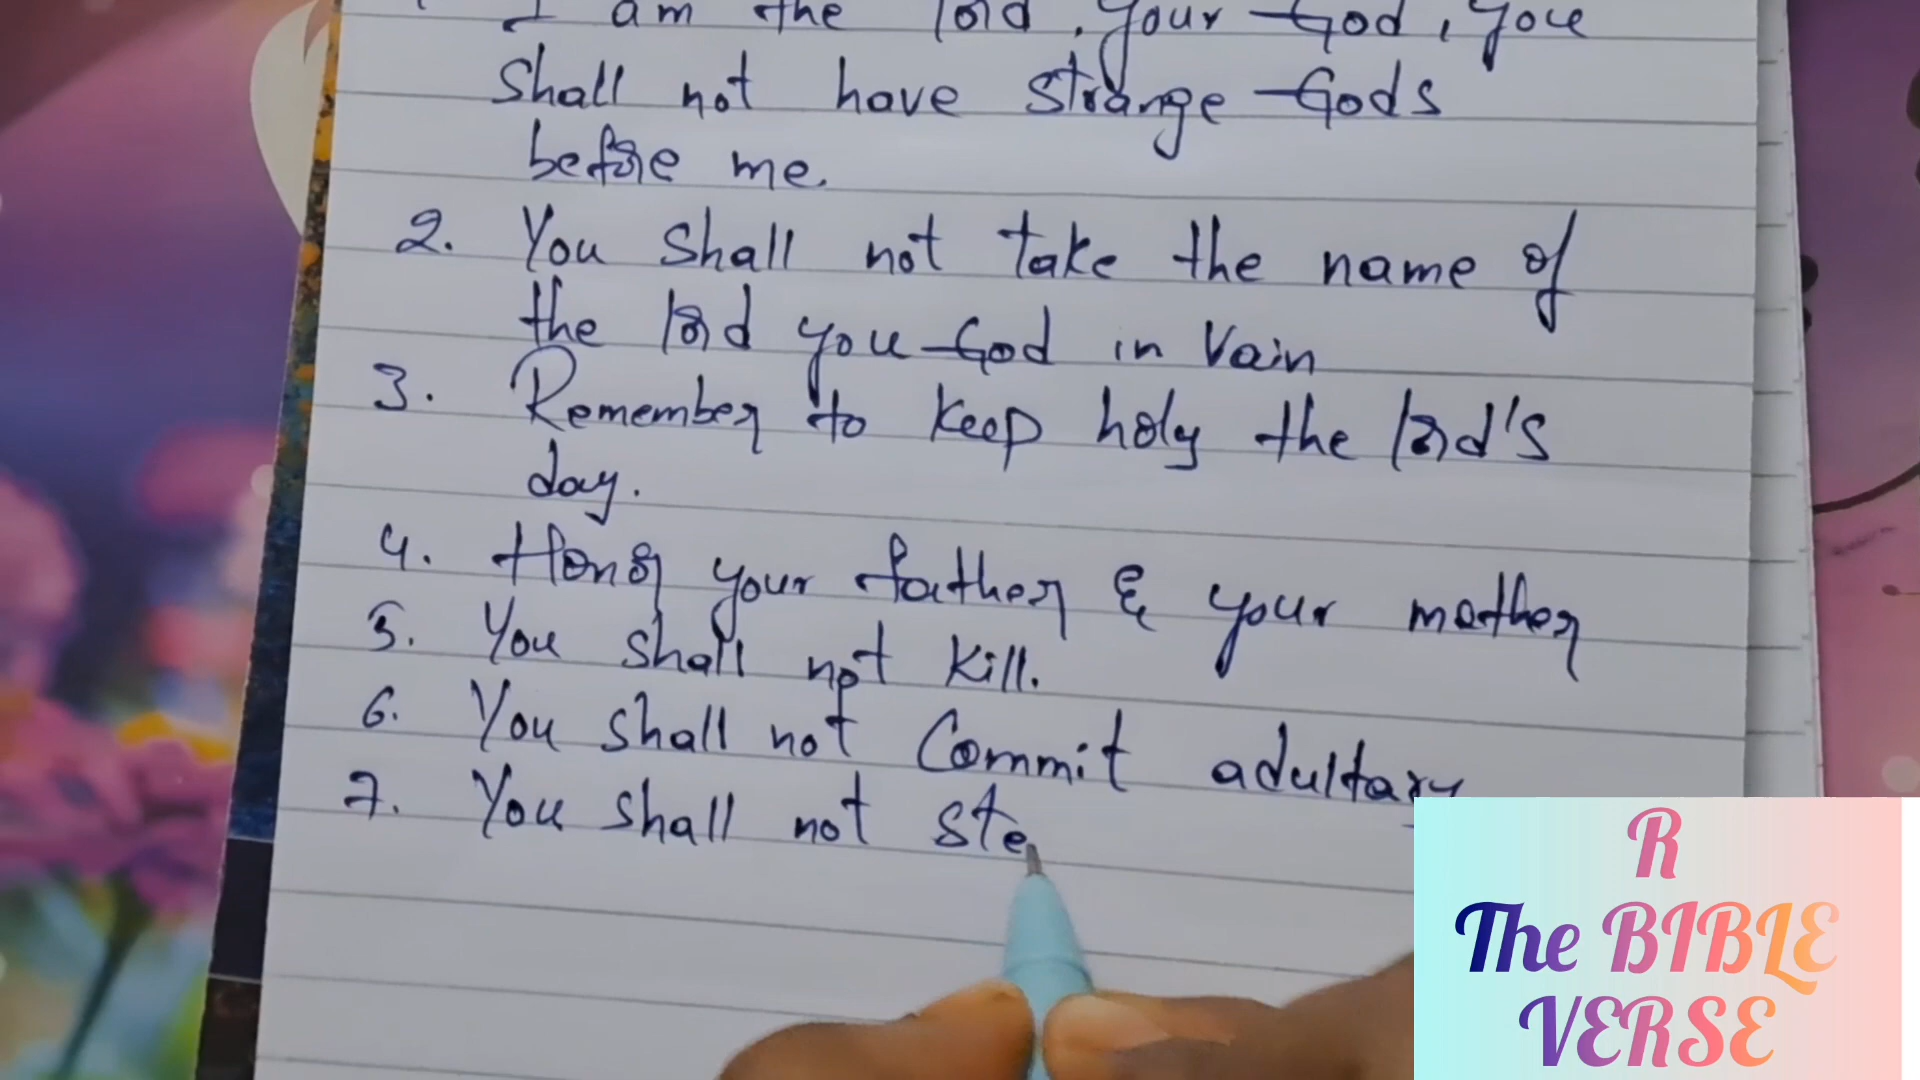 I am the lord, your God, you
shall not have strange Gods
before me.
2. You shall not take the name of
the lord you God in vain
3. Remember to keep holy the lord's
day.
4. Honor your father & your mother
5. You shall not kill.
6. You shall not Commit adultary
7. You shall not ste
R
The BIBLE
VERSE